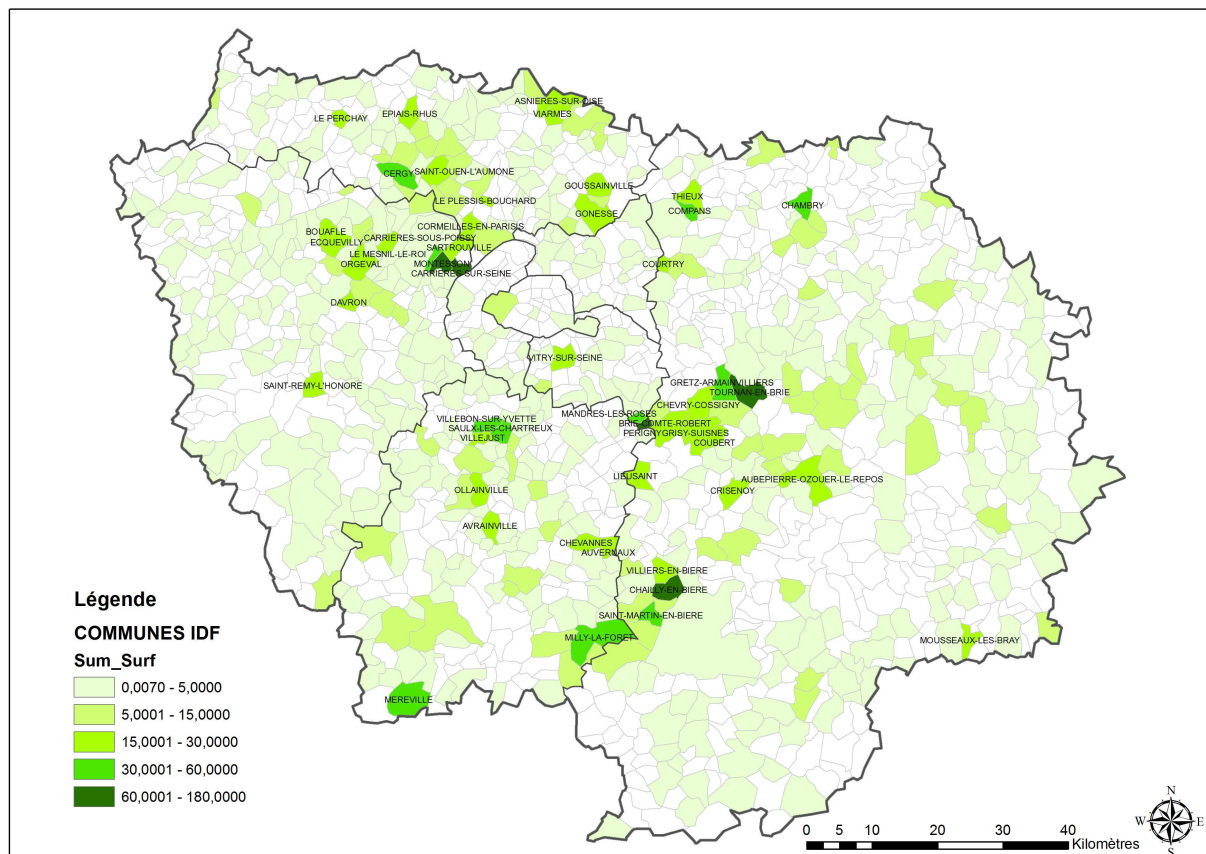 ASNIERES-SUR-OISE
VIARMES
EPIAIS-RHUS
LE PERCHAY
CERGY
SAINT-OUEN-L'AUMONE
GOUSSAINVILLE
THIEUX
LE PLESSIS-BOUCHARD
GONESSE
COMPANS
CHAMBRY
CORMEILLES-EN-PARISIS
BOUAFLE
CARRIERES-SOUS-POISSY
ECQUEVILLY
SARTROUVILLE
LE MESNIL-LE-ROI
ORGEVAL
MONTESSON
COURTRY
CARRIERES-SUR-SEINE
DAVRON
VITRY-SUR-SEINE
SAINT-REMY-L'HONORE
GRETZ-ARMAINVILLIERS
TOURNAN-EN-BRIE
CHEVRY-COSSIGNY
MANDRES-LES-ROSES
VILLEBON-SUR-YVETTE
BRIE-COMTE-ROBERT
SAULX-LES-CHARTREUX
PERIGNY
GRISY-SUISNES
VILLEJUST
COUBERT
LIEUSAINT
AUBEPIERRE-OZOUER-LE-REPOS
OLLAINVILLE
CRISENOY
AVRAINVILLE
CHEVANNES
AUVERNAUX
VILLIERS-EN-BIERE
CHAILLY-EN-BIERE
SAINT-MARTIN-EN-BIERE
MILLY-LA-FORET
MOUSSEAUX-LES-BRAY
MEREVILLE
Légende
COMMUNES IDF
Sum_Surf
0,0070 - 5,0000
5,0001 - 15,0000
15,0001 - 30,0000
30,0001 - 60,0000
60,0001 - 180,0000
0 5 10 20 30 40
Kilomètres
N
W E
S